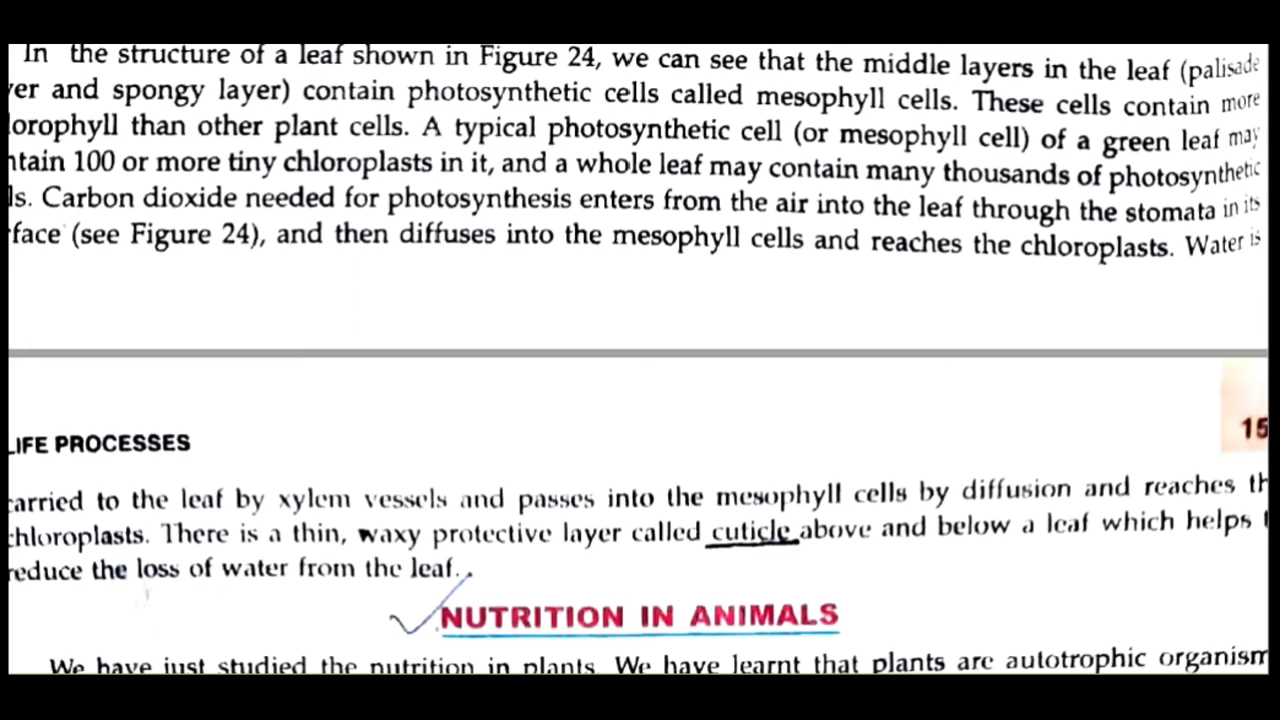 In the structure of a leaf shown in Figure 24, we can see that the middle layers in the leaf (palisade
er and spongy layer) contain photosynthetic cells called mesophyll cells. These cells contain more
orophyll than other plant cells. A typical photosynthetic cell (or mesophyll cell) of a green leaf may
tain 100 or more tiny chloroplasts in it, and a whole leaf may contain many thousands of photosynthetic
ls. Carbon dioxide needed for photosynthesis enters from the air into the leaf through the stomata in its
face (see Figure 24), and then diffuses into the mesophyll cells and reaches the chloroplasts. Water is
LIFE PROCESSES
15
carried to the leaf by xylem vessels and passes into the mesophyll cells by diffusion and reaches th
chloroplasts. There is a thin, waxy protective layer called cuticle above and below a leaf which helps t
reduce the loss of water from the leaf.
NUTRITION IN ANIMALS
We have just studied the nutrition in plants. We have learnt that plants are autotrophic organism